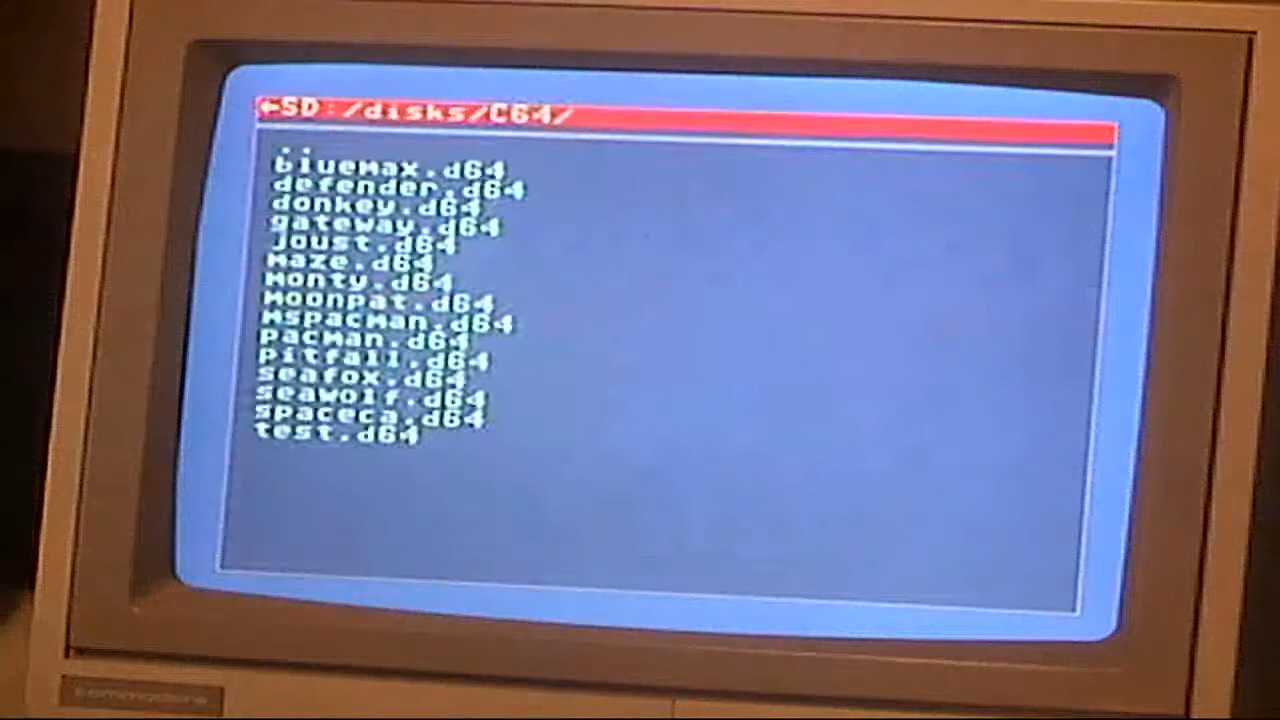 ←SD:/disks/C64/
..
bluemax.d64
defender.d64
donkey.d64
gateway.d64
joust.d64
maze.d64
monty.d64
moonpat.d64
mspacman.d64
pacman.d64
pitfall.d64
seafox.d64
seawolf.d64
spaceca.d64
test.d64
commodore